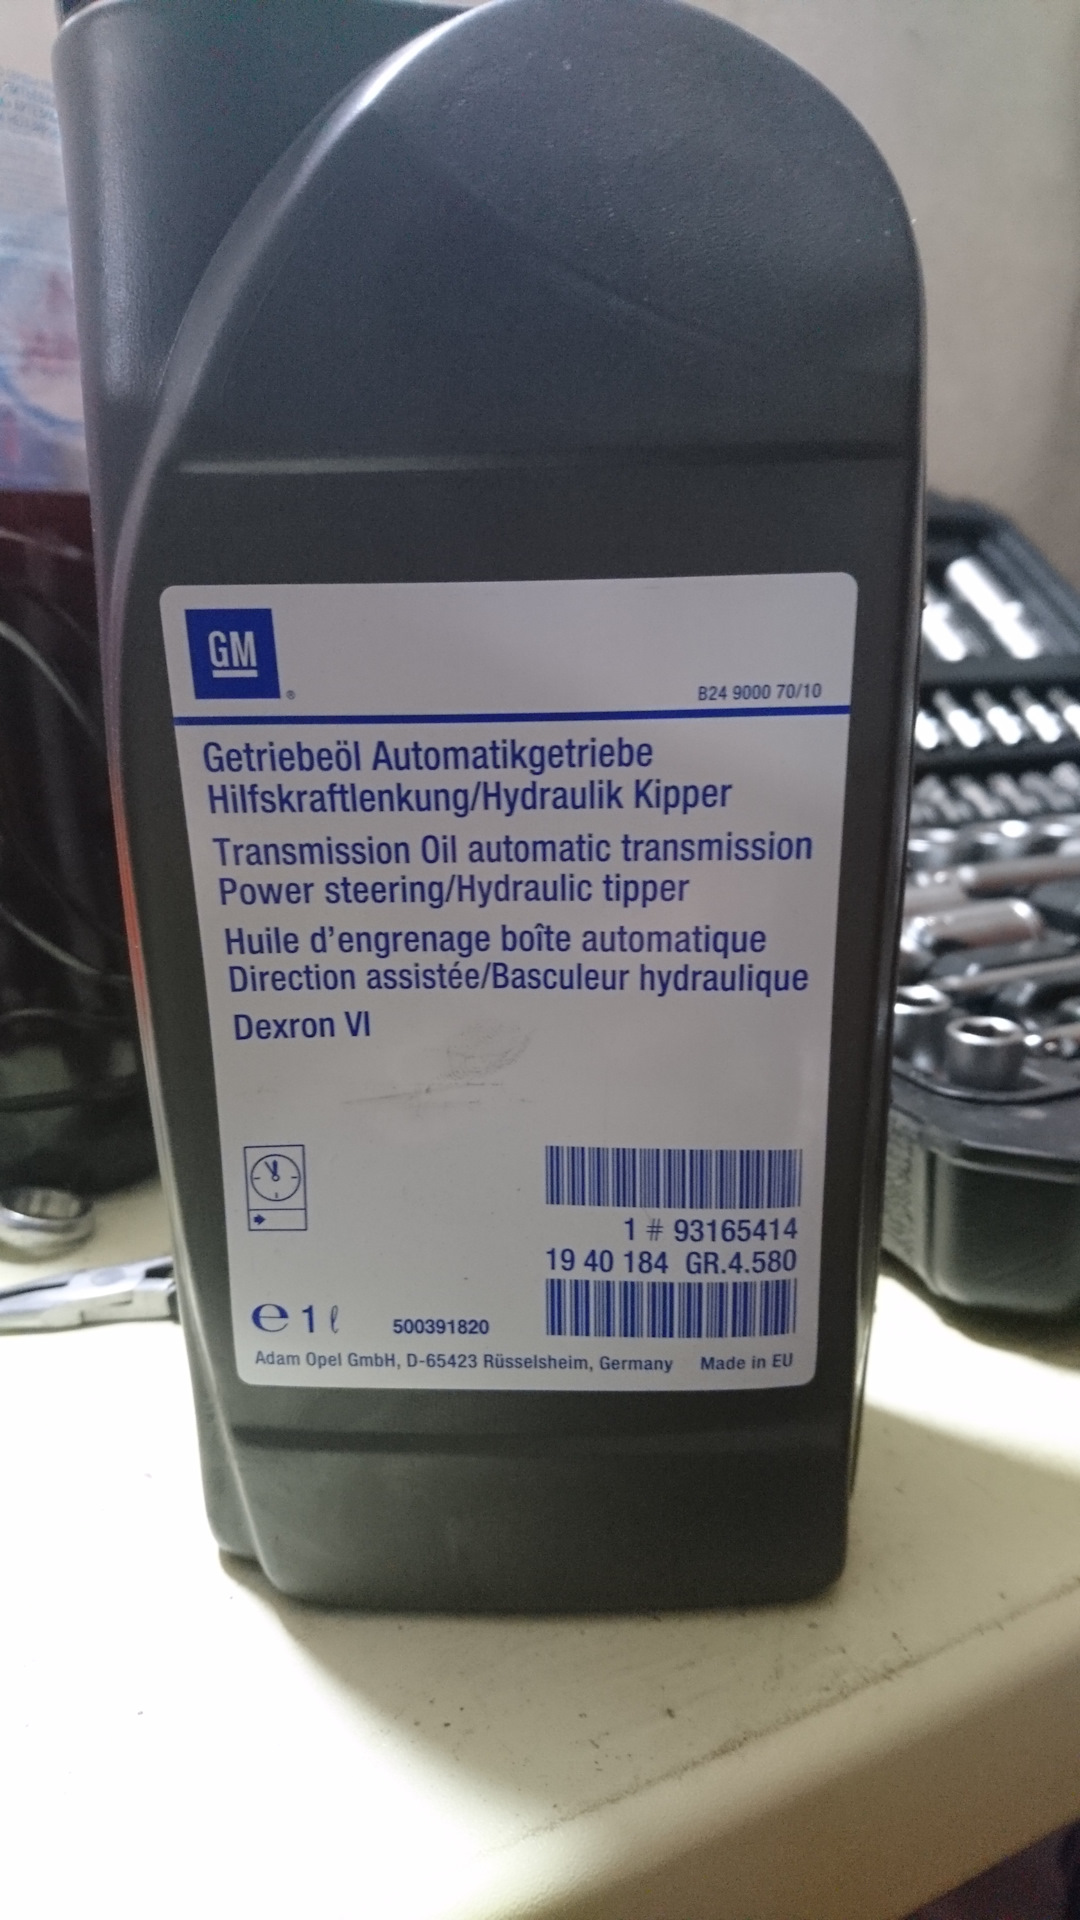 GM
®
B24 9000 70/10
Getriebeöl Automatikgetriebe
Hilfskraftlenkung/Hydraulik Kipper
Transmission Oil automatic transmission
Power steering/Hydraulic tipper
Huile d'engrenage boîte automatique
Direction assistée/Basculeur hydraulique
Dexron VI
1 # 93165414
19 40 184 GR.4.580
e 1 ℓ 500391820
Adam Opel GmbH, D-65423 Rüsselsheim, Germany Made in EU